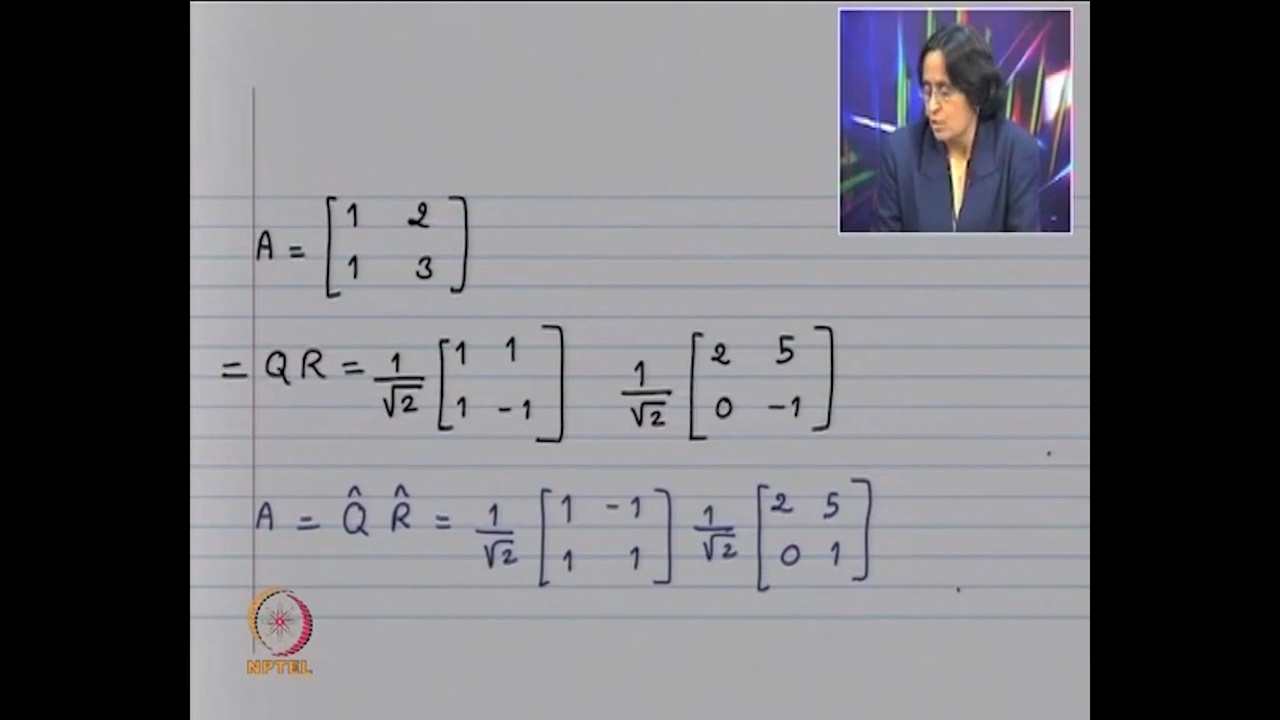 A = [ 1 2
1 3 ]
= Q R = 1/√2 [ 1 1
1 -1 ] 1/√2 [ 2 5
0 -1 ]
A = Q̂ R̂ = 1/√2 [ 1 -1
1 1 ] 1/√2 [ 2 5
0 1 ]
NPTEL